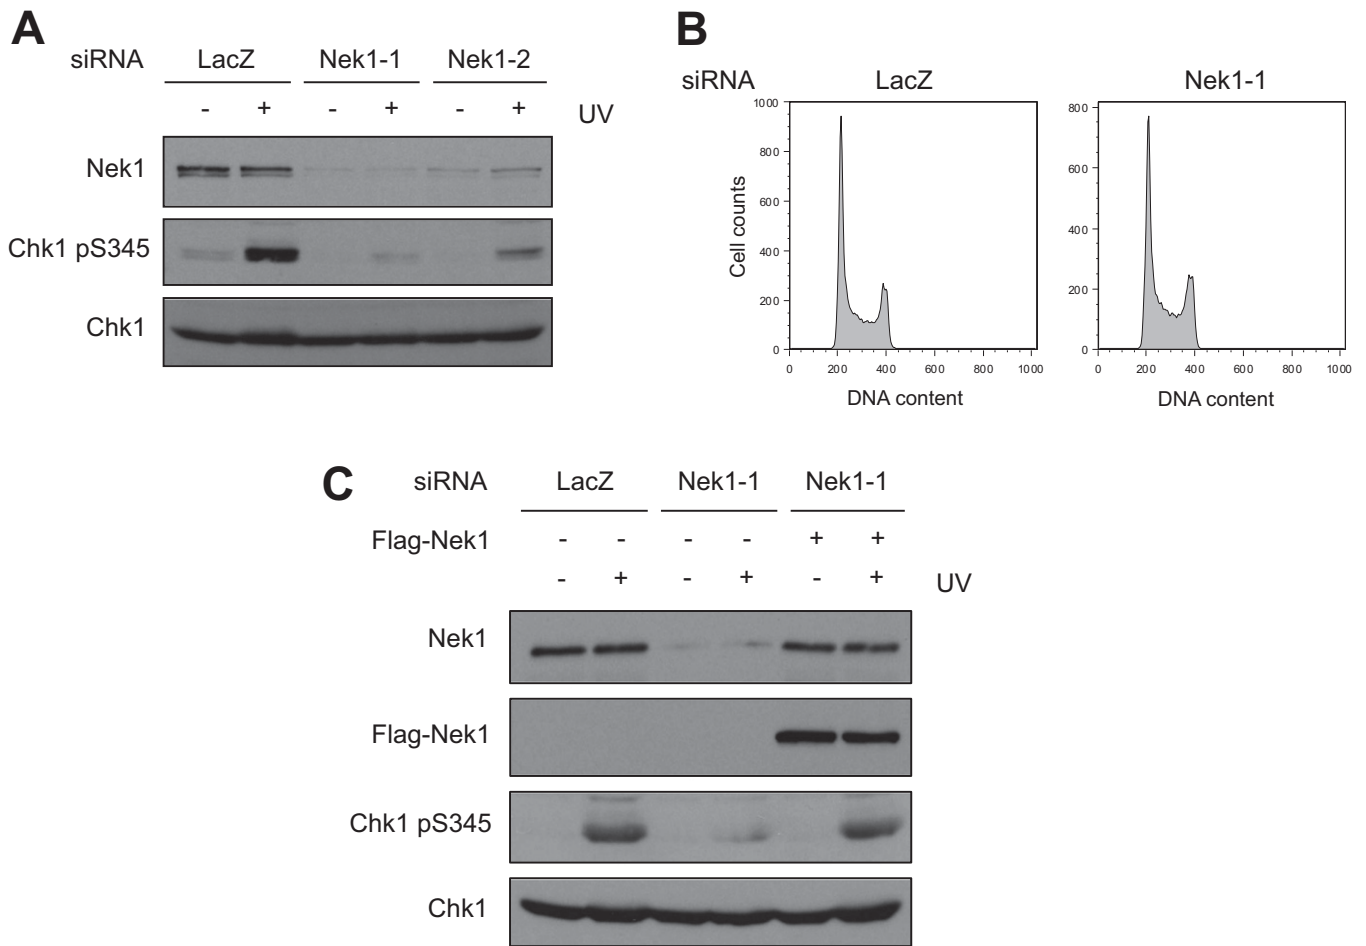 A
siRNA LacZ Nek1-1 Nek1-2
- + - + - + UV
Nek1
Chk1 pS345
Chk1
B
siRNA LacZ Nek1-1
1000
800
600
400
200
0
Cell counts
0 200 400 600 800 1000
DNA content
800
600
400
200
0
0 200 400 600 800 1000
DNA content
C
siRNA LacZ Nek1-1 Nek1-1
Flag-Nek1 - - - - + +
- + - + - + UV
Nek1
Flag-Nek1
Chk1 pS345
Chk1